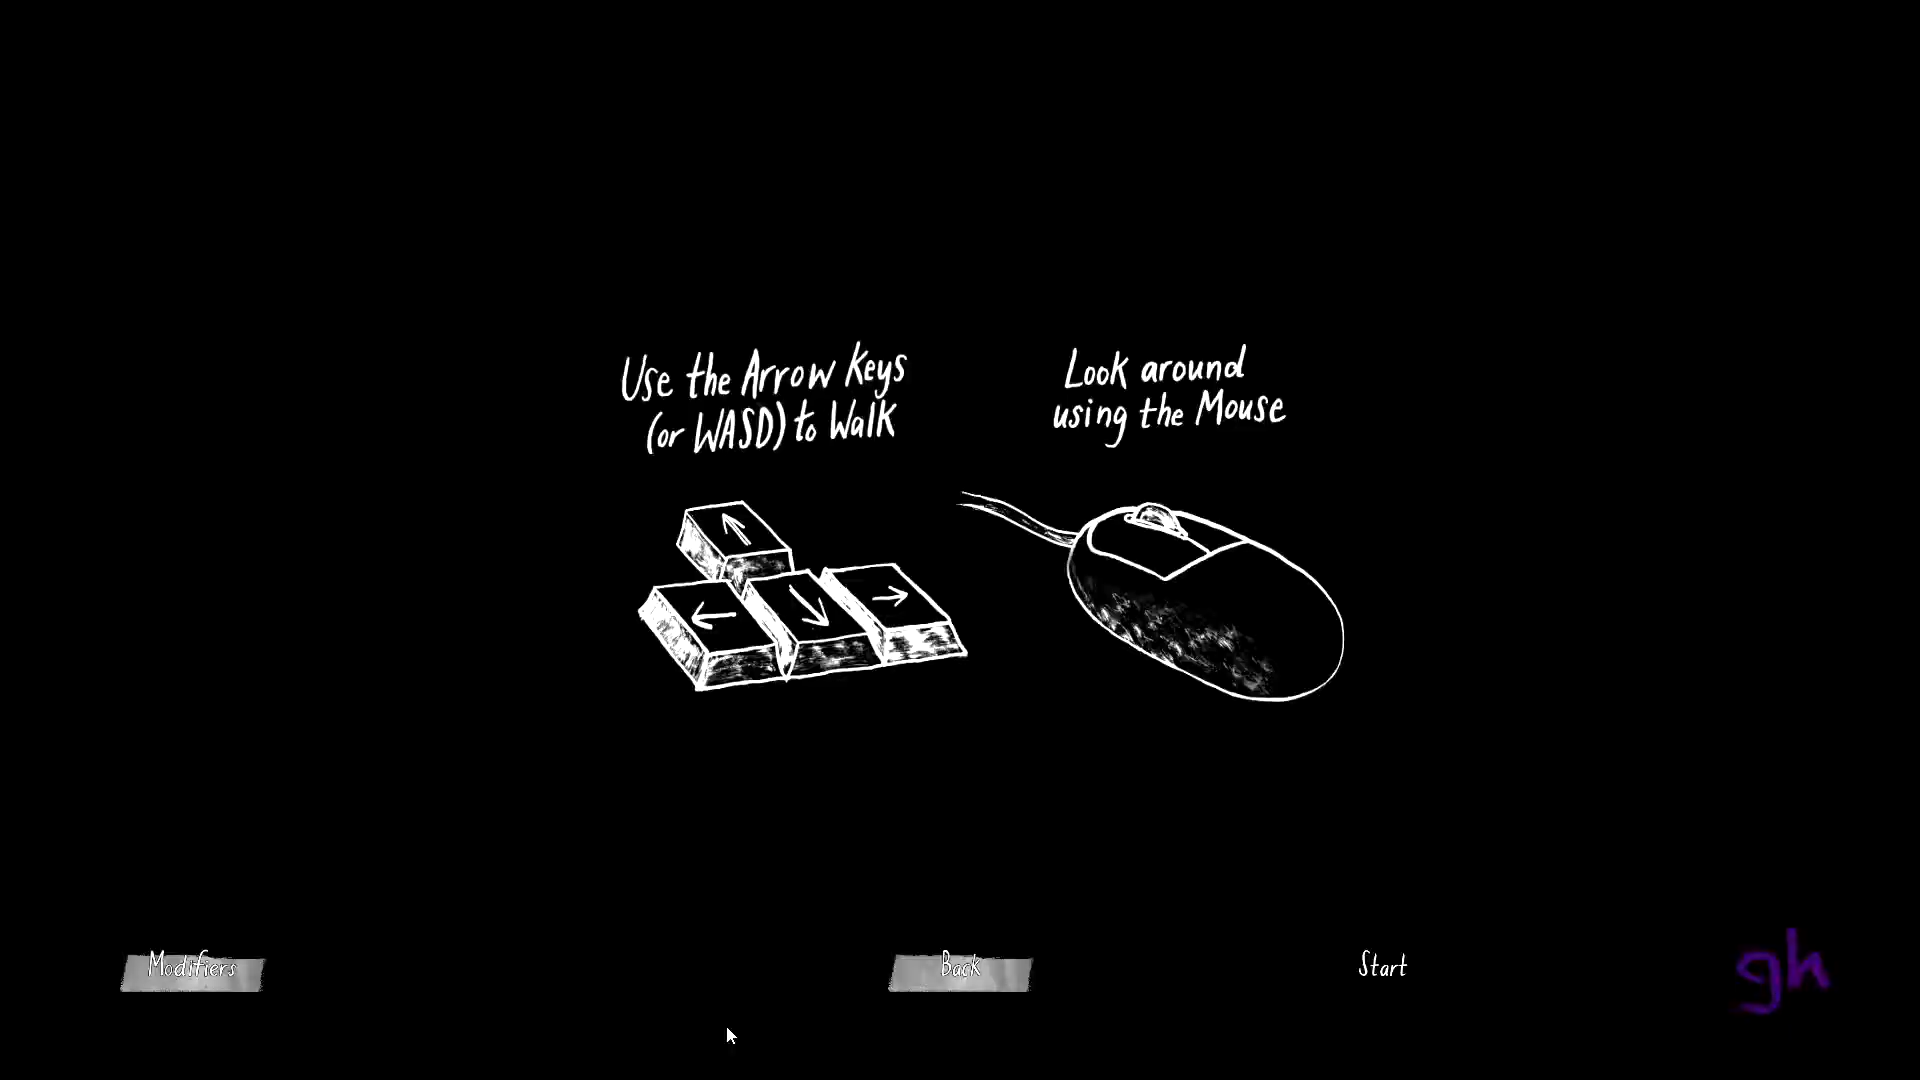 Use the Arrow Keys
(or WASD) to Walk
Look around
using the Mouse
Modifiers
Back
Start
gh